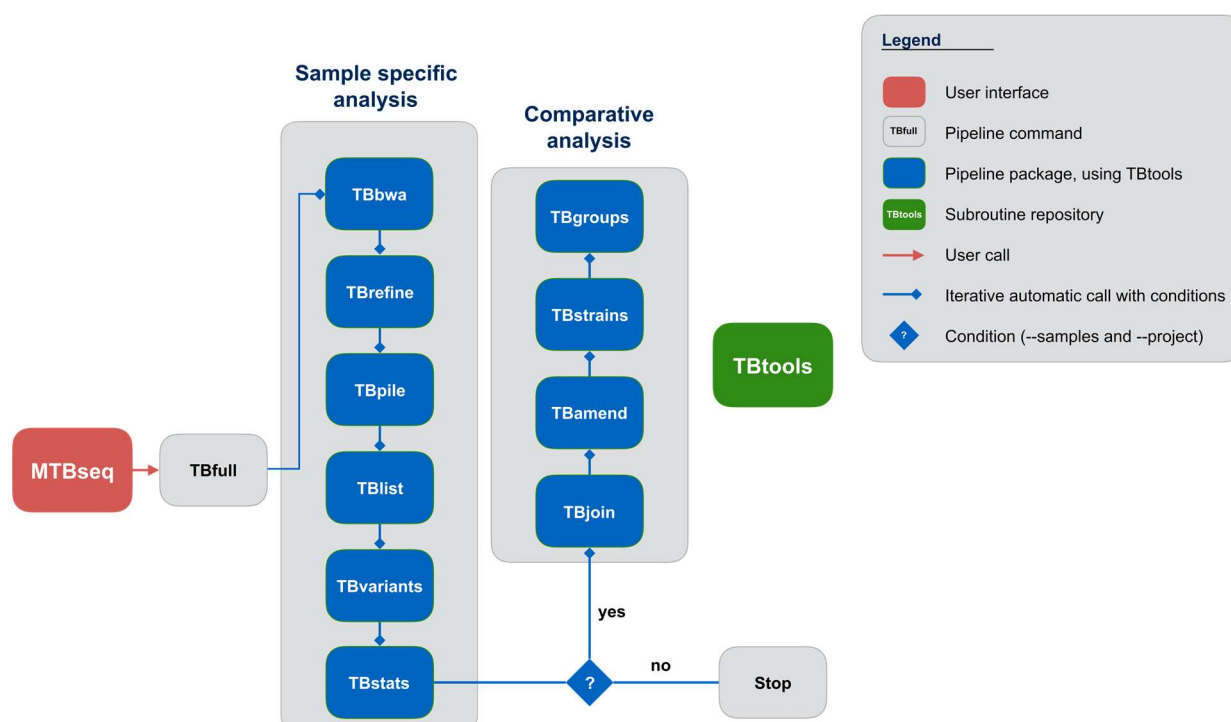 Legend
User interface
TBfull
Pipeline command
Pipeline package, using TBtools
TBtools
Subroutine repository
User call
Iterative automatic call with conditions
?
Condition (--samples and --project)
Sample specific
analysis
Comparative
analysis
MTBseq
TBfull
TBbwa
TBrefine
TBpile
TBlist
TBvariants
TBstats
TBgroups
TBstrains
TBamend
TBjoin
TBtools
yes
?
no
Stop